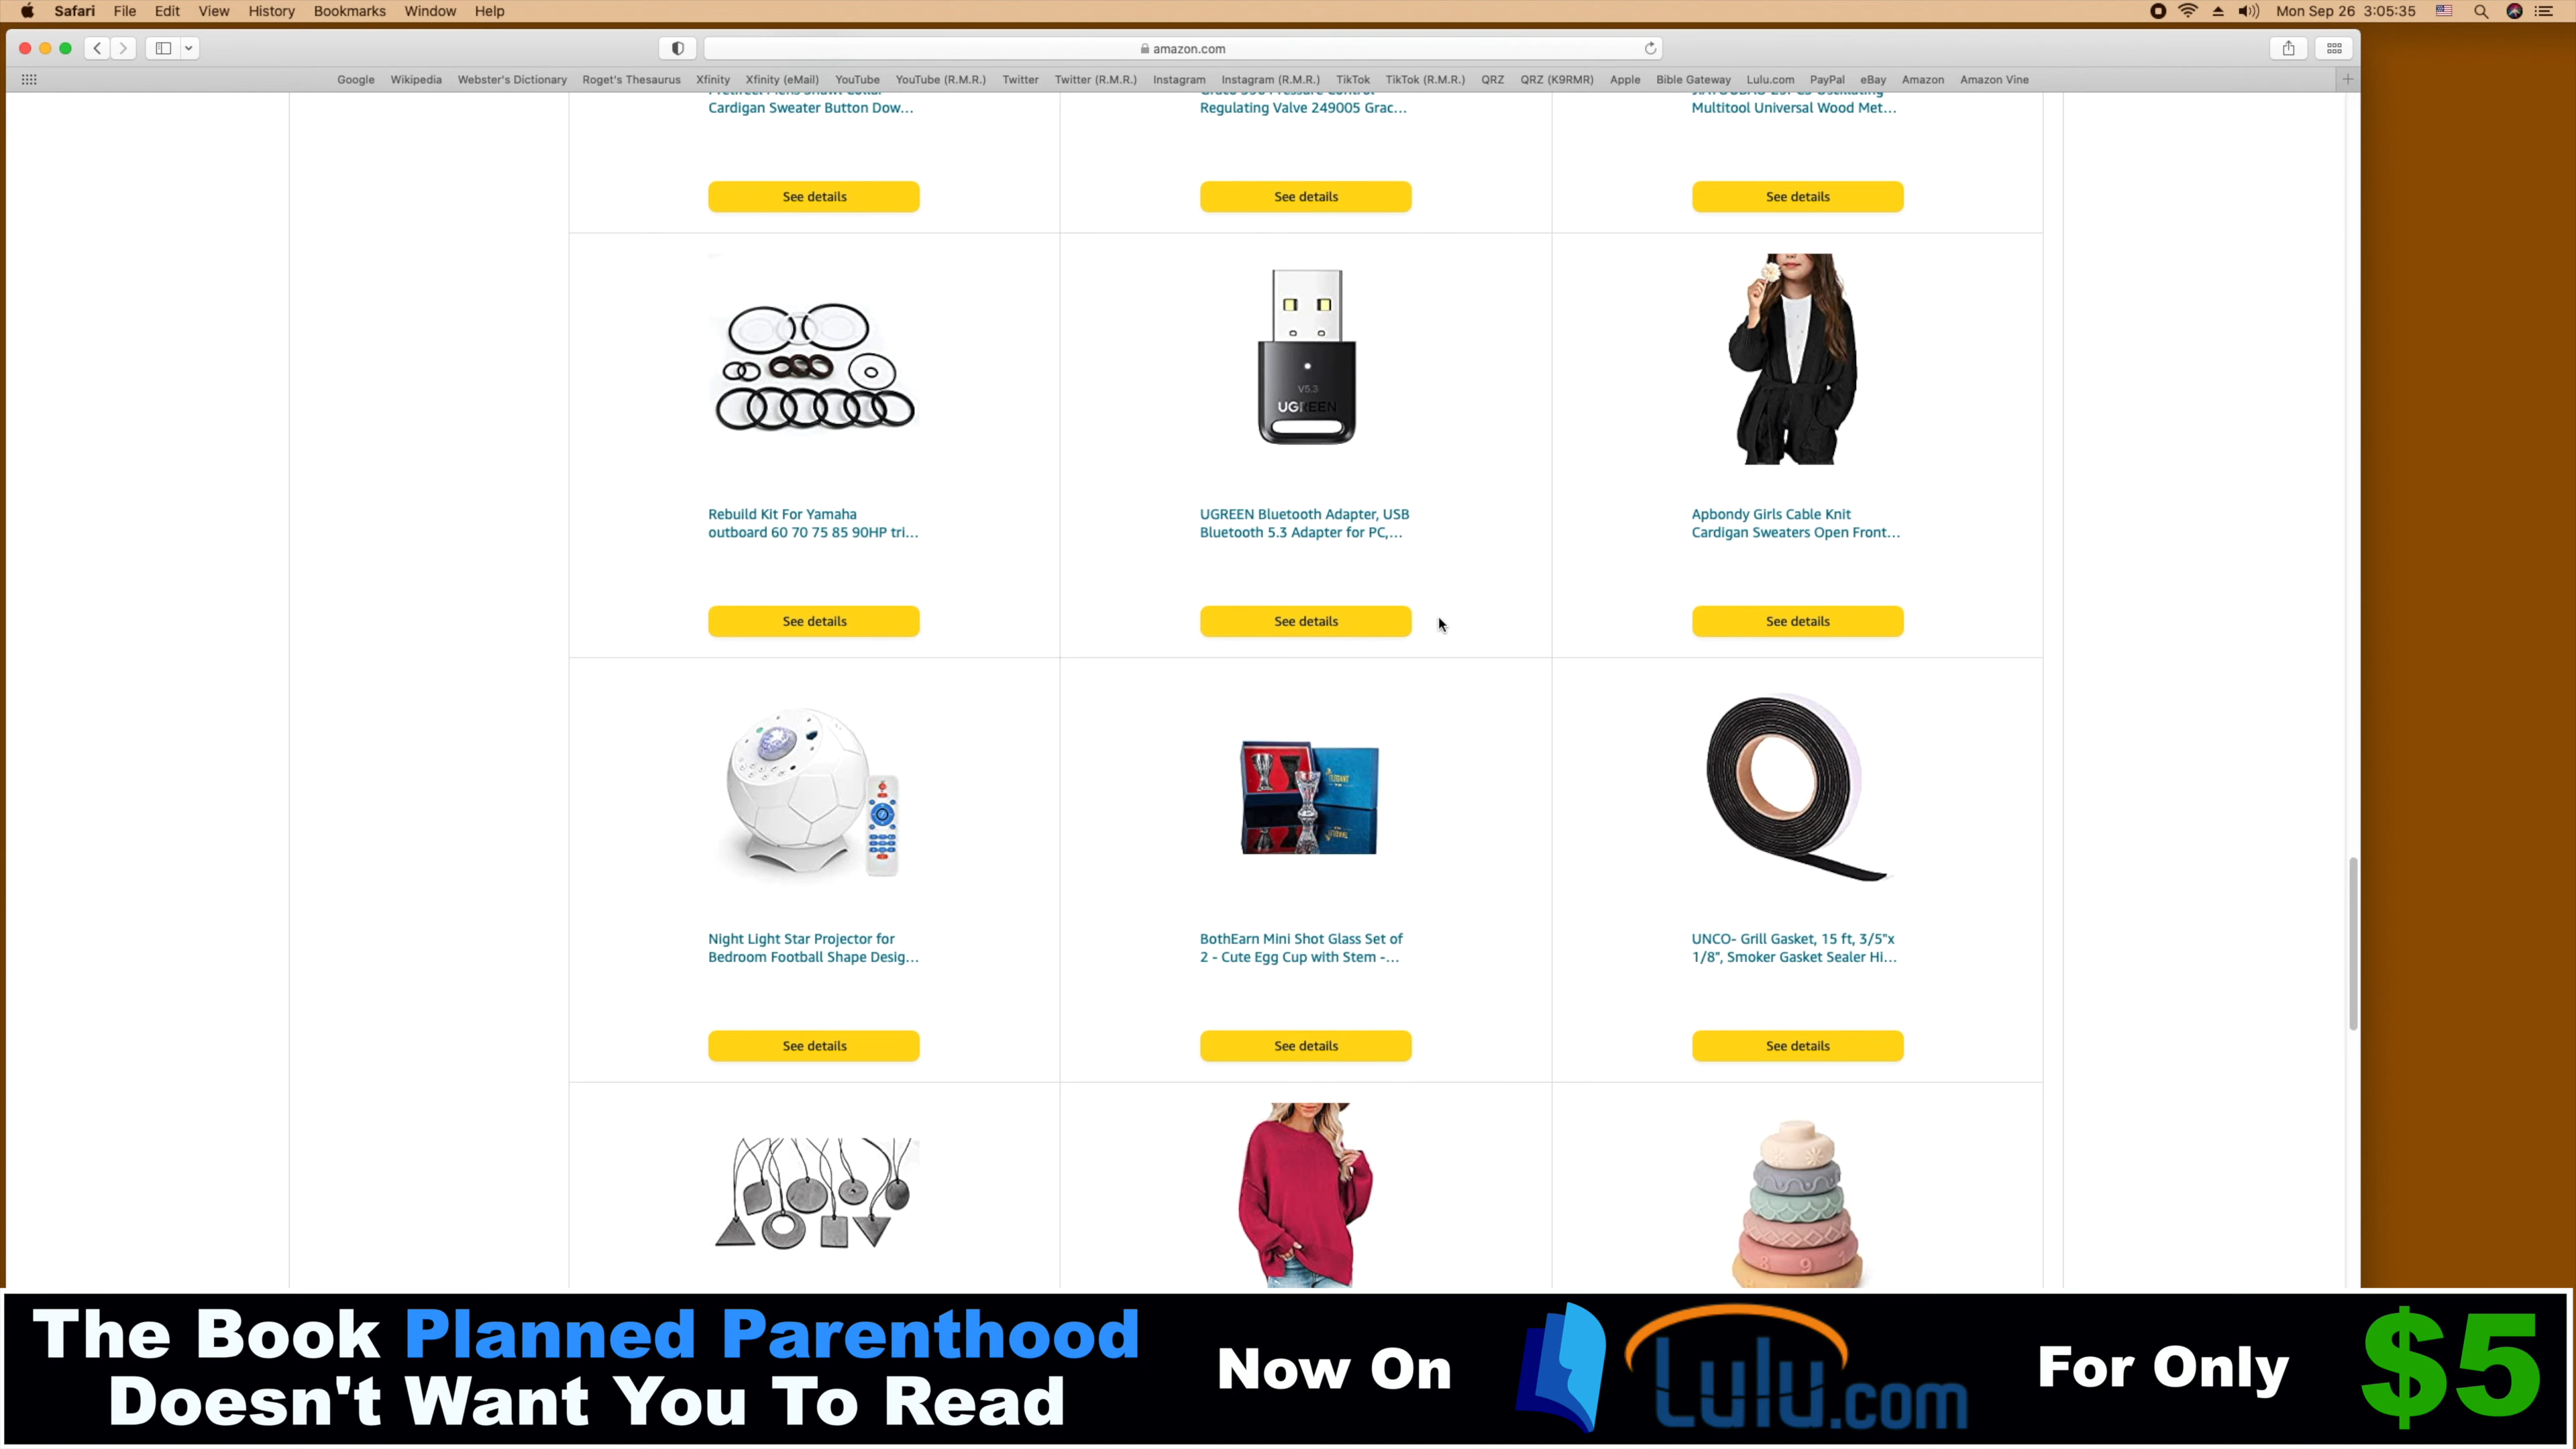 Safari File Edit View History Bookmarks Window Help
Mon Sep 26 3:05:35
amazon.com
Google Wikipedia Webster's Dictionary Roget's Thesaurus Xfinity Xfinity (eMail) YouTube YouTube (R.M.R.) Twitter Twitter (R.M.R.) Instagram Instagram (R.M.R.) TikTok TikTok (R.M.R.) QRZ QRZ (K9RMR) Apple Bible Gateway Lulu.com PayPal eBay Amazon Amazon Vine
Cardigan Sweater Button Dow...
Regulating Valve 249005 Grac...
Multitool Universal Wood Met...
See details
See details
See details
V5.3
UGREEN
Rebuild Kit For Yamaha
outboard 60 70 75 85 90HP tri...
UGREEN Bluetooth Adapter, USB
Bluetooth 5.3 Adapter for PC,...
Apbondy Girls Cable Knit
Cardigan Sweaters Open Front...
See details
See details
See details
Night Light Star Projector for
Bedroom Football Shape Desig...
BothEarn Mini Shot Glass Set of
2 - Cute Egg Cup with Stem -...
UNCO- Grill Gasket, 15 ft, 3/5"x
1/8", Smoker Gasket Sealer Hi...
See details
See details
See details
The Book Planned Parenthood
Doesn't Want You To Read
Now On
Lulu.com
For Only
$5